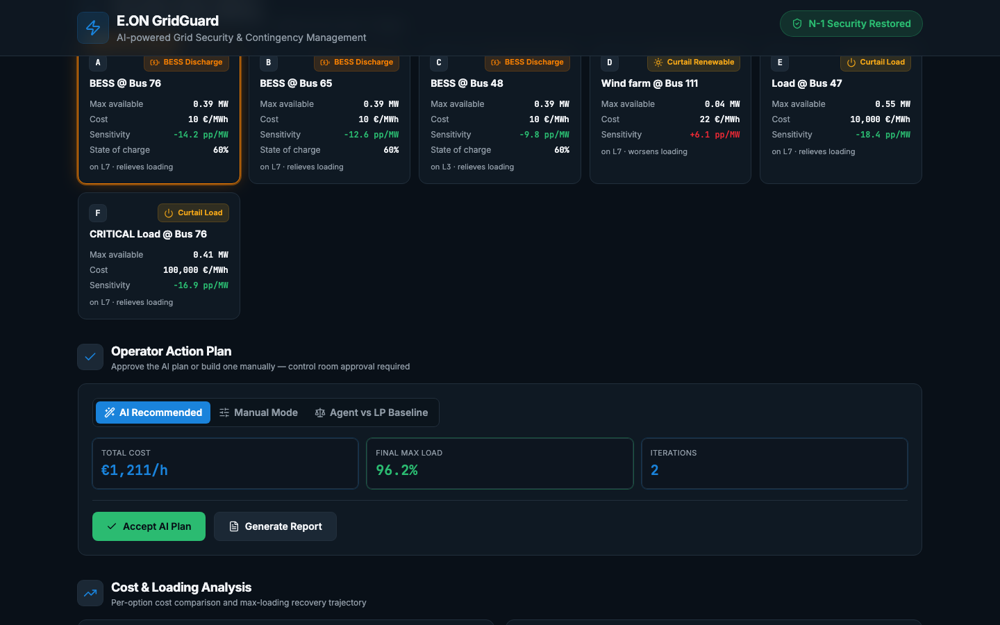 E.ON GridGuard
AI-powered Grid Security & Contingency Management
N-1 Security Restored
A
BESS Discharge
BESS @ Bus 76
Max available 0.39 MW
Cost 10 €/MWh
Sensitivity -14.2 pp/MW
State of charge 60%
on L7 · relieves loading
B
BESS Discharge
BESS @ Bus 65
Max available 0.39 MW
Cost 10 €/MWh
Sensitivity -12.6 pp/MW
State of charge 60%
on L7 · relieves loading
C
BESS Discharge
BESS @ Bus 48
Max available 0.39 MW
Cost 10 €/MWh
Sensitivity -9.8 pp/MW
State of charge 60%
on L3 · relieves loading
D
Curtail Renewable
Wind farm @ Bus 111
Max available 0.04 MW
Cost 22 €/MWh
Sensitivity +6.1 pp/MW
on L7 · worsens loading
E
Curtail Load
Load @ Bus 47
Max available 0.55 MW
Cost 10,000 €/MWh
Sensitivity -18.4 pp/MW
on L7 · relieves loading
F
Curtail Load
CRITICAL Load @ Bus 76
Max available 0.41 MW
Cost 100,000 €/MWh
Sensitivity -16.9 pp/MW
on L7 · relieves loading
Operator Action Plan
Approve the AI plan or build one manually — control room approval required
AI Recommended
Manual Mode
Agent vs LP Baseline
TOTAL COST
€1,211/h
FINAL MAX LOAD
96.2%
ITERATIONS
2
Accept AI Plan
Generate Report
Cost & Loading Analysis
Per-option cost comparison and max-loading recovery trajectory